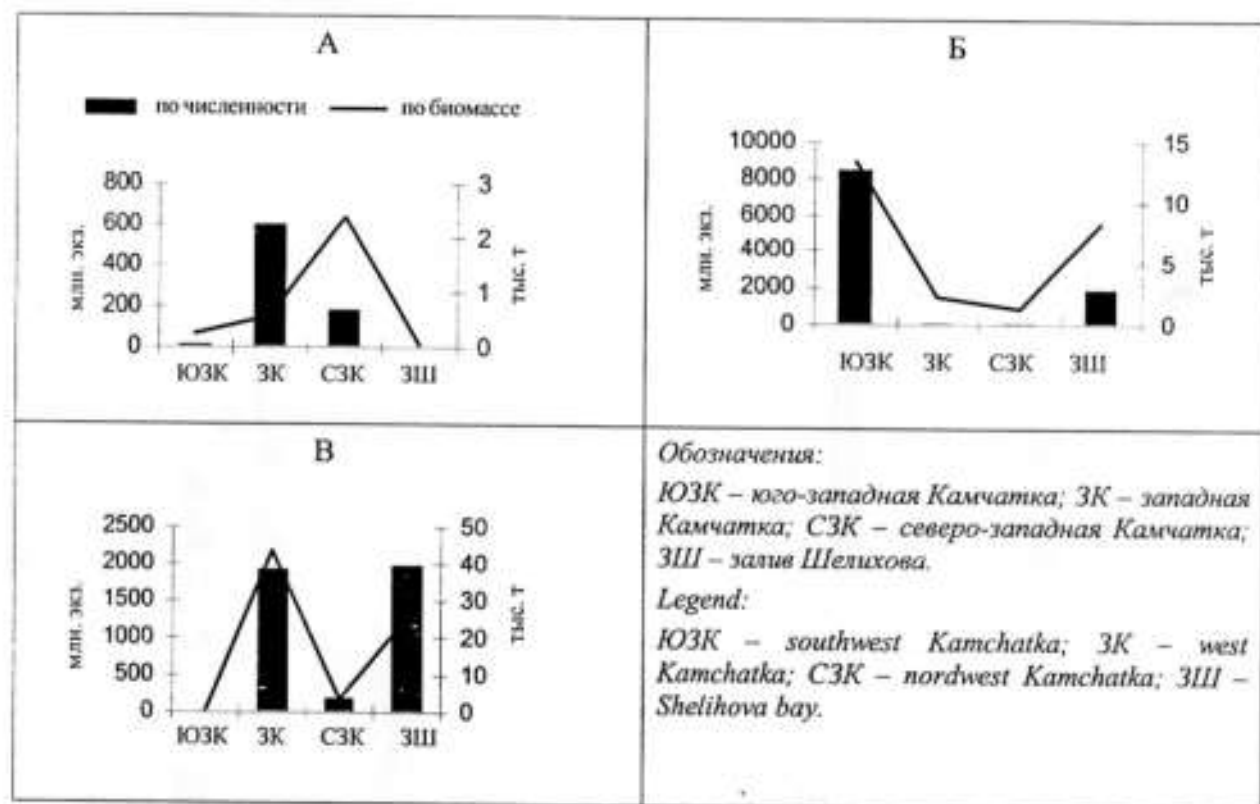 А
по численности по биомассе
800
600
400
200
0
млн. экз.
3
2
1
0
тыс. т
ЮЗК ЗК СЗК ЗШ
Б
10000
8000
6000
4000
2000
0
млн. экз.
15
10
5
0
тыс. т
ЮЗК ЗК СЗК ЗШ
В
2500
2000
1500
1000
500
0
млн. экз.
50
40
30
20
10
0
тыс. т
ЮЗК ЗК СЗК ЗШ
Обозначения:
ЮЗК – юго-западная Камчатка; ЗК – западная
Камчатка; СЗК – северо-западная Камчатка;
ЗШ – залив Шелихова.
Legend:
ЮЗК – southwest Kamchatka; ЗК – west
Kamchatka; СЗК – nordwest Kamchatka; ЗШ –
Shelihova bay.